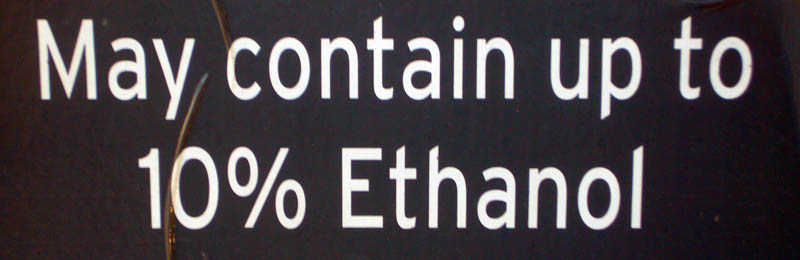 May contain up to
10% Ethanol